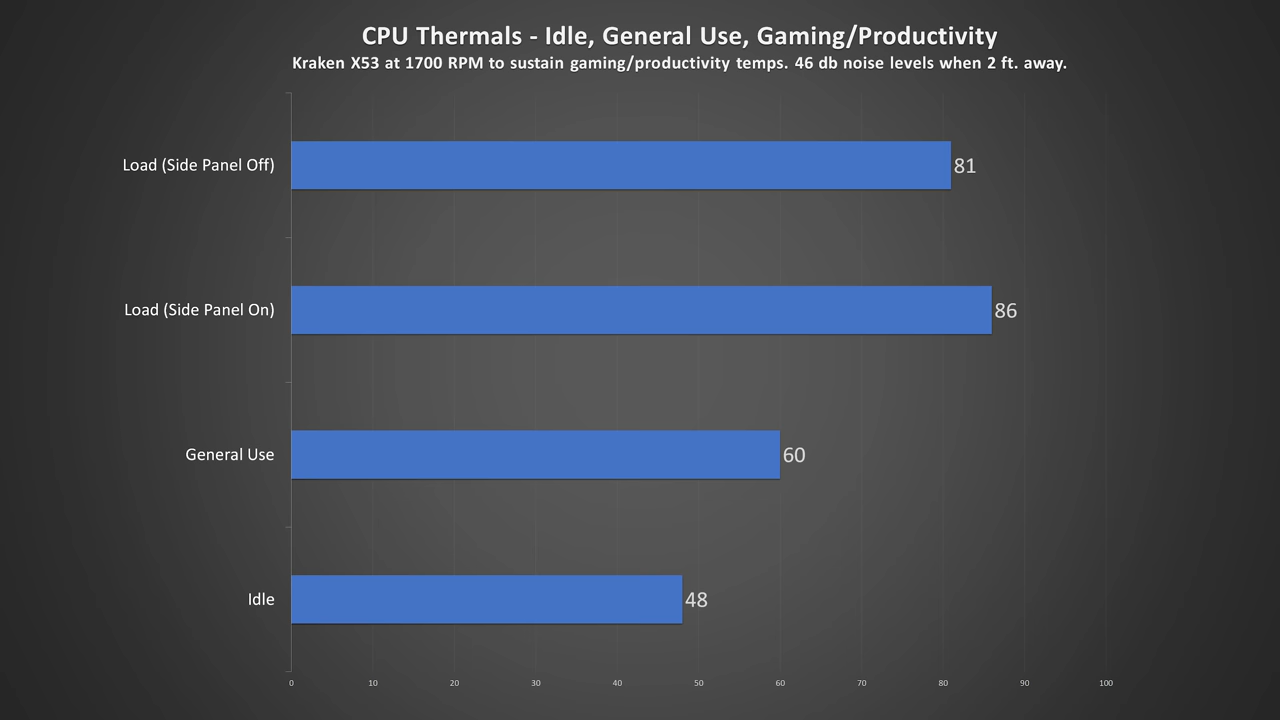 CPU Thermals - Idle, General Use, Gaming/Productivity
Kraken X53 at 1700 RPM to sustain gaming/productivity temps. 46 db noise levels when 2 ft. away.
Load (Side Panel Off)
81
Load (Side Panel On)
86
General Use
60
Idle
48
0 10 20 30 40 50 60 70 80 90 100